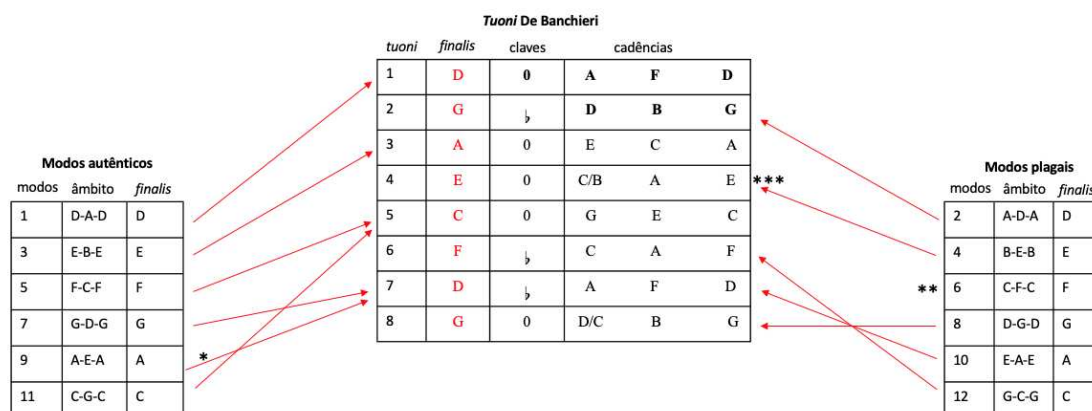 Tuoni De Banchieri
tuoni finalis claves cadências
1 D 0 A F D
2 G ♭ D B G
3 A 0 E C A
4 E 0 C/B A E ***
5 C 0 G E C
6 F ♭ C A F
7 D ♭ A F D
8 G 0 D/C B G
Modos autênticos
modos âmbito finalis
1 D-A-D D
3 E-B-E E
5 F-C-F F
7 G-D-G G
9 A-E-A A *
11 C-G-C C
Modos plagais
modos âmbito finalis
2 A-D-A D
4 B-E-B E
** 6 C-F-C F
8 D-G-D G
10 E-A-E A
12 G-C-G C